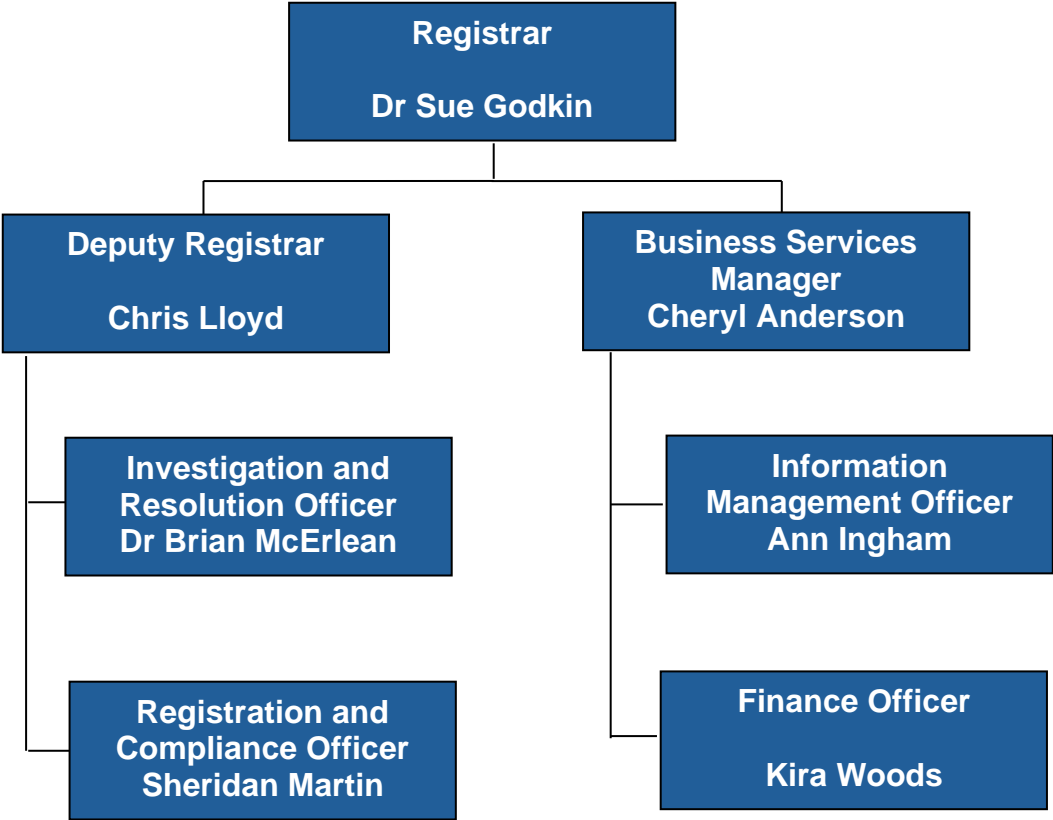 Registrar
Dr Sue Godkin
Deputy Registrar
Chris Lloyd
Business Services
Manager
Cheryl Anderson
Investigation and
Resolution Officer
Dr Brian McErlean
Information
Management Officer
Ann Ingham
Registration and
Compliance Officer
Sheridan Martin
Finance Officer
Kira Woods